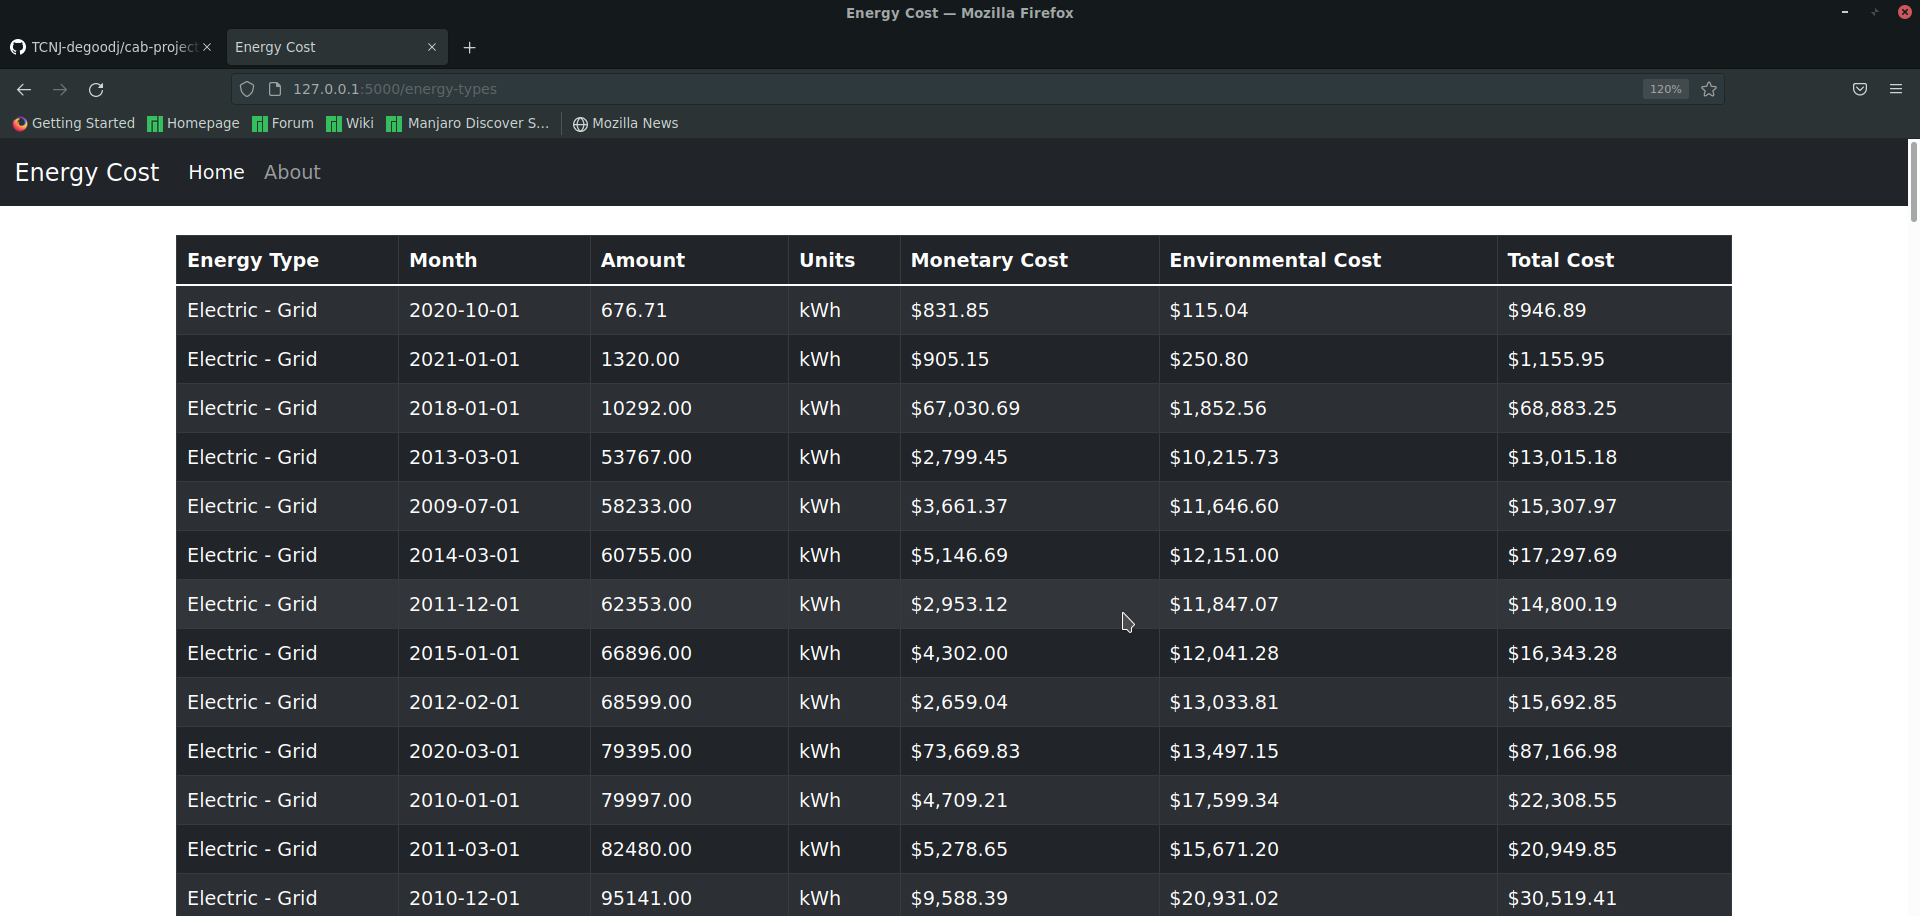 Energy Cost — Mozilla Firefox
TCNJ-degoodj/cab-project Energy Cost
127.0.0.1:5000/energy-types 120%
Getting Started Homepage Forum Wiki Manjaro Discover S... Mozilla News
Energy Cost Home About
Energy Type Month Amount Units Monetary Cost Environmental Cost Total Cost
Electric - Grid 2020-10-01 676.71 kWh $831.85 $115.04 $946.89
Electric - Grid 2021-01-01 1320.00 kWh $905.15 $250.80 $1,155.95
Electric - Grid 2018-01-01 10292.00 kWh $67,030.69 $1,852.56 $68,883.25
Electric - Grid 2013-03-01 53767.00 kWh $2,799.45 $10,215.73 $13,015.18
Electric - Grid 2009-07-01 58233.00 kWh $3,661.37 $11,646.60 $15,307.97
Electric - Grid 2014-03-01 60755.00 kWh $5,146.69 $12,151.00 $17,297.69
Electric - Grid 2011-12-01 62353.00 kWh $2,953.12 $11,847.07 $14,800.19
Electric - Grid 2015-01-01 66896.00 kWh $4,302.00 $12,041.28 $16,343.28
Electric - Grid 2012-02-01 68599.00 kWh $2,659.04 $13,033.81 $15,692.85
Electric - Grid 2020-03-01 79395.00 kWh $73,669.83 $13,497.15 $87,166.98
Electric - Grid 2010-01-01 79997.00 kWh $4,709.21 $17,599.34 $22,308.55
Electric - Grid 2011-03-01 82480.00 kWh $5,278.65 $15,671.20 $20,949.85
Electric - Grid 2010-12-01 95141.00 kWh $9,588.39 $20,931.02 $30,519.41